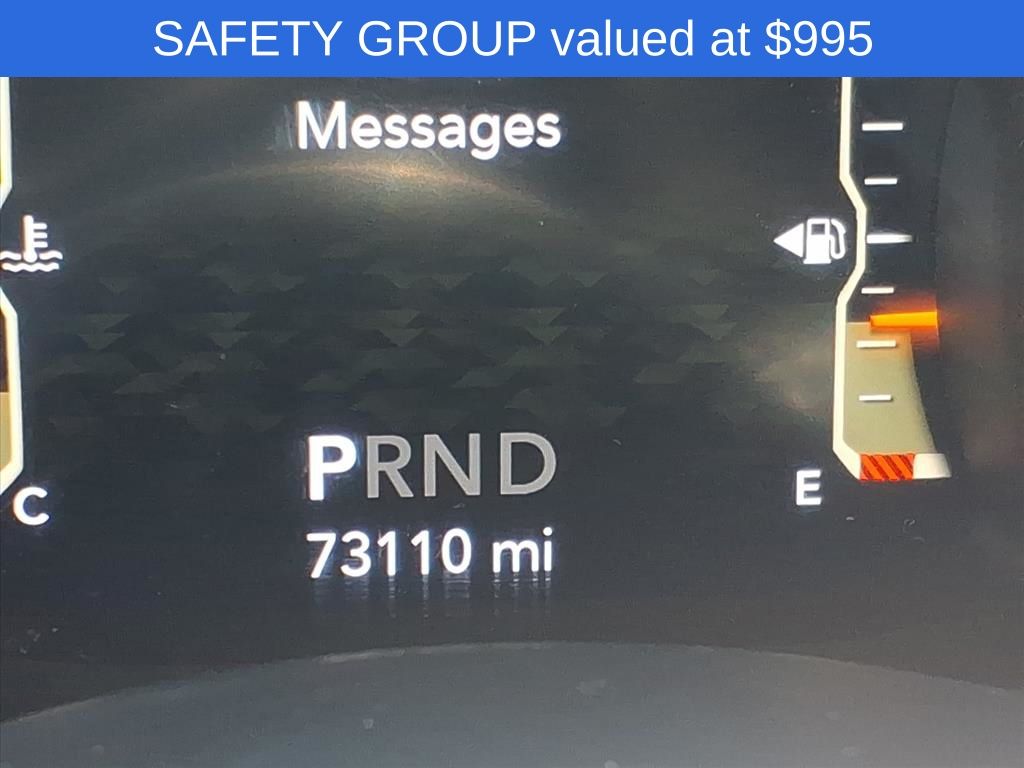 SAFETY GROUP valued at $995
Messages
PRND
C
E
73110 mi